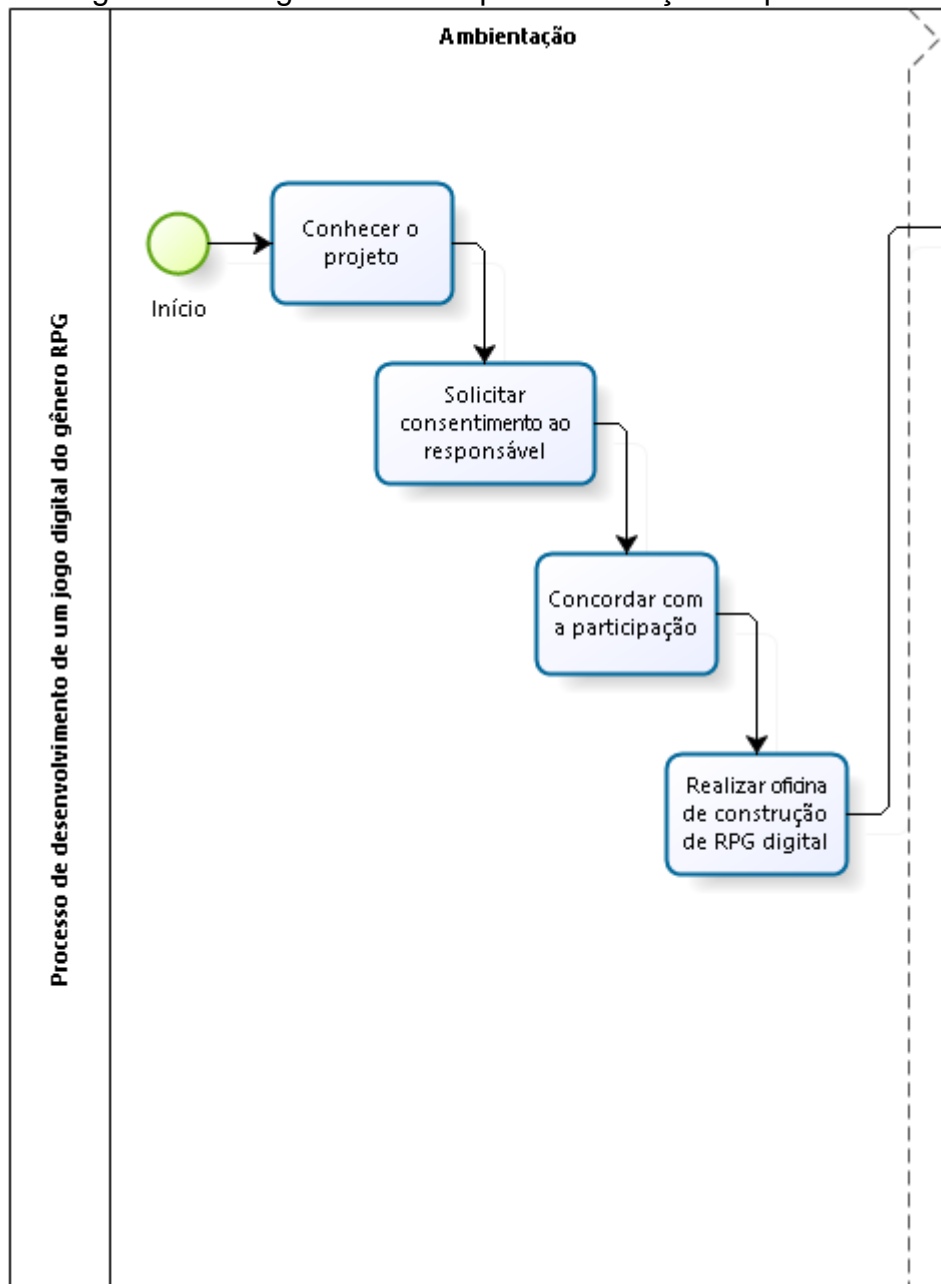 Ambientação
Processo de desenvolvimento de um jogo digital do gênero RPG
Início
Conhecer o
projeto
Solicitar
consentimento ao
responsável
Concordar com
a participação
Realizar oficina
de construção
de RPG digital